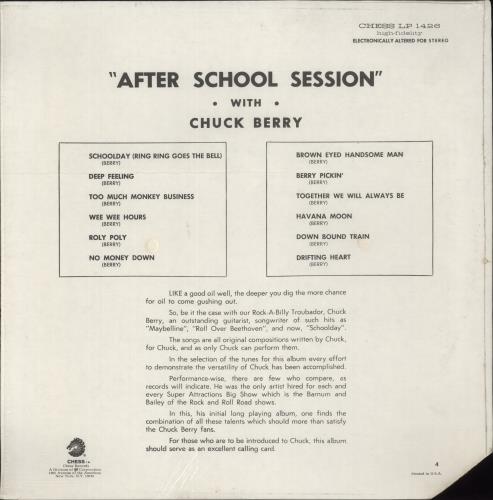 CHESS LP 1426
high-fidelity
ELECTRONICALLY ALTERED FOR STEREO
"AFTER SCHOOL SESSION"
• WITH •
CHUCK BERRY
SCHOOLDAY (RING RING GOES THE BELL)
(BERRY)
DEEP FEELING
(BERRY)
TOO MUCH MONKEY BUSINESS
(BERRY)
WEE WEE HOURS
(BERRY)
ROLY POLY
(BERRY)
NO MONEY DOWN
(BERRY)
BROWN EYED HANDSOME MAN
(BERRY)
BERRY PICKIN'
(BERRY)
TOGETHER WE WILL ALWAYS BE
(BERRY)
HAVANA MOON
(BERRY)
DOWN BOUND TRAIN
(BERRY)
DRIFTING HEART
(BERRY)
LIKE a good oil well, the deeper you dig the more chance
for oil to come gushing out.
So, be it the case with our Rock-A-Billy Troubador, Chuck
Berry, an outstanding guitarist, songwriter of such hits as
"Maybelline", "Roll Over Beethoven", and now, "Schoolday".
The songs are all original compositions written by Chuck,
for Chuck, and as only Chuck can perform them.
In the selection of the tunes for this album every effort
to demonstrate the versatility of Chuck has been accomplished.
Performance-wise, there are few who compare, as
records will indicate. He was the only artist hired for each and
every Super Attractions Big Show which is the Barnum and
Bailey of the Rock and Roll Road shows.
In this, his initial long playing album, one finds the
combination of all these talents which should more than satisfy
the Chuck Berry fans.
For those who are to be introduced to Chuck, this album
should serve as an excellent calling card.
CHESS
Chess Records
A Division of
1301 Avenue of the Americas
New York, N.Y. 10019
4
Printed in U.S.A.